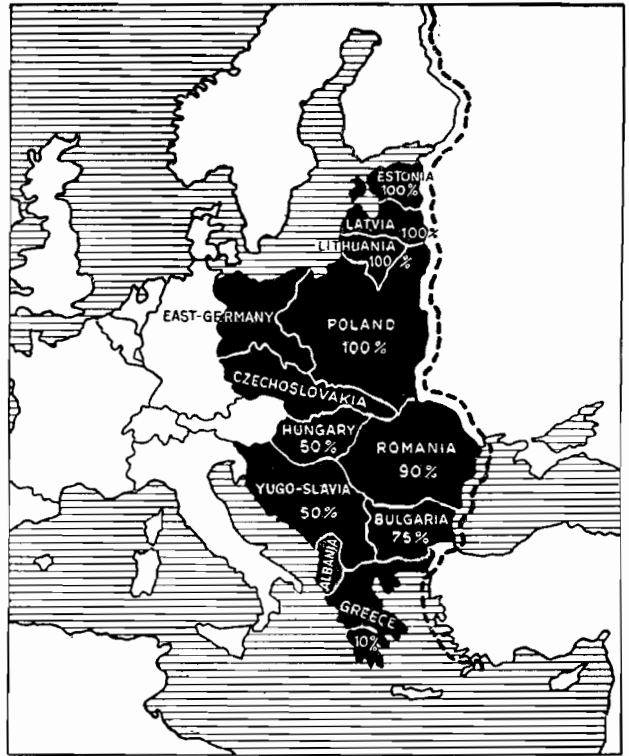 ESTONIA
100%
LATVIA 100%
LITHUANIA
100%
EAST-GERMANY
POLAND
100%
CZECHOSLOVAKIA
HUNGARY
50%
ROMANIA
90%
YUGO-SLAVIA
50%
BULGARIA
75%
ALBANIA
GREECE
10%